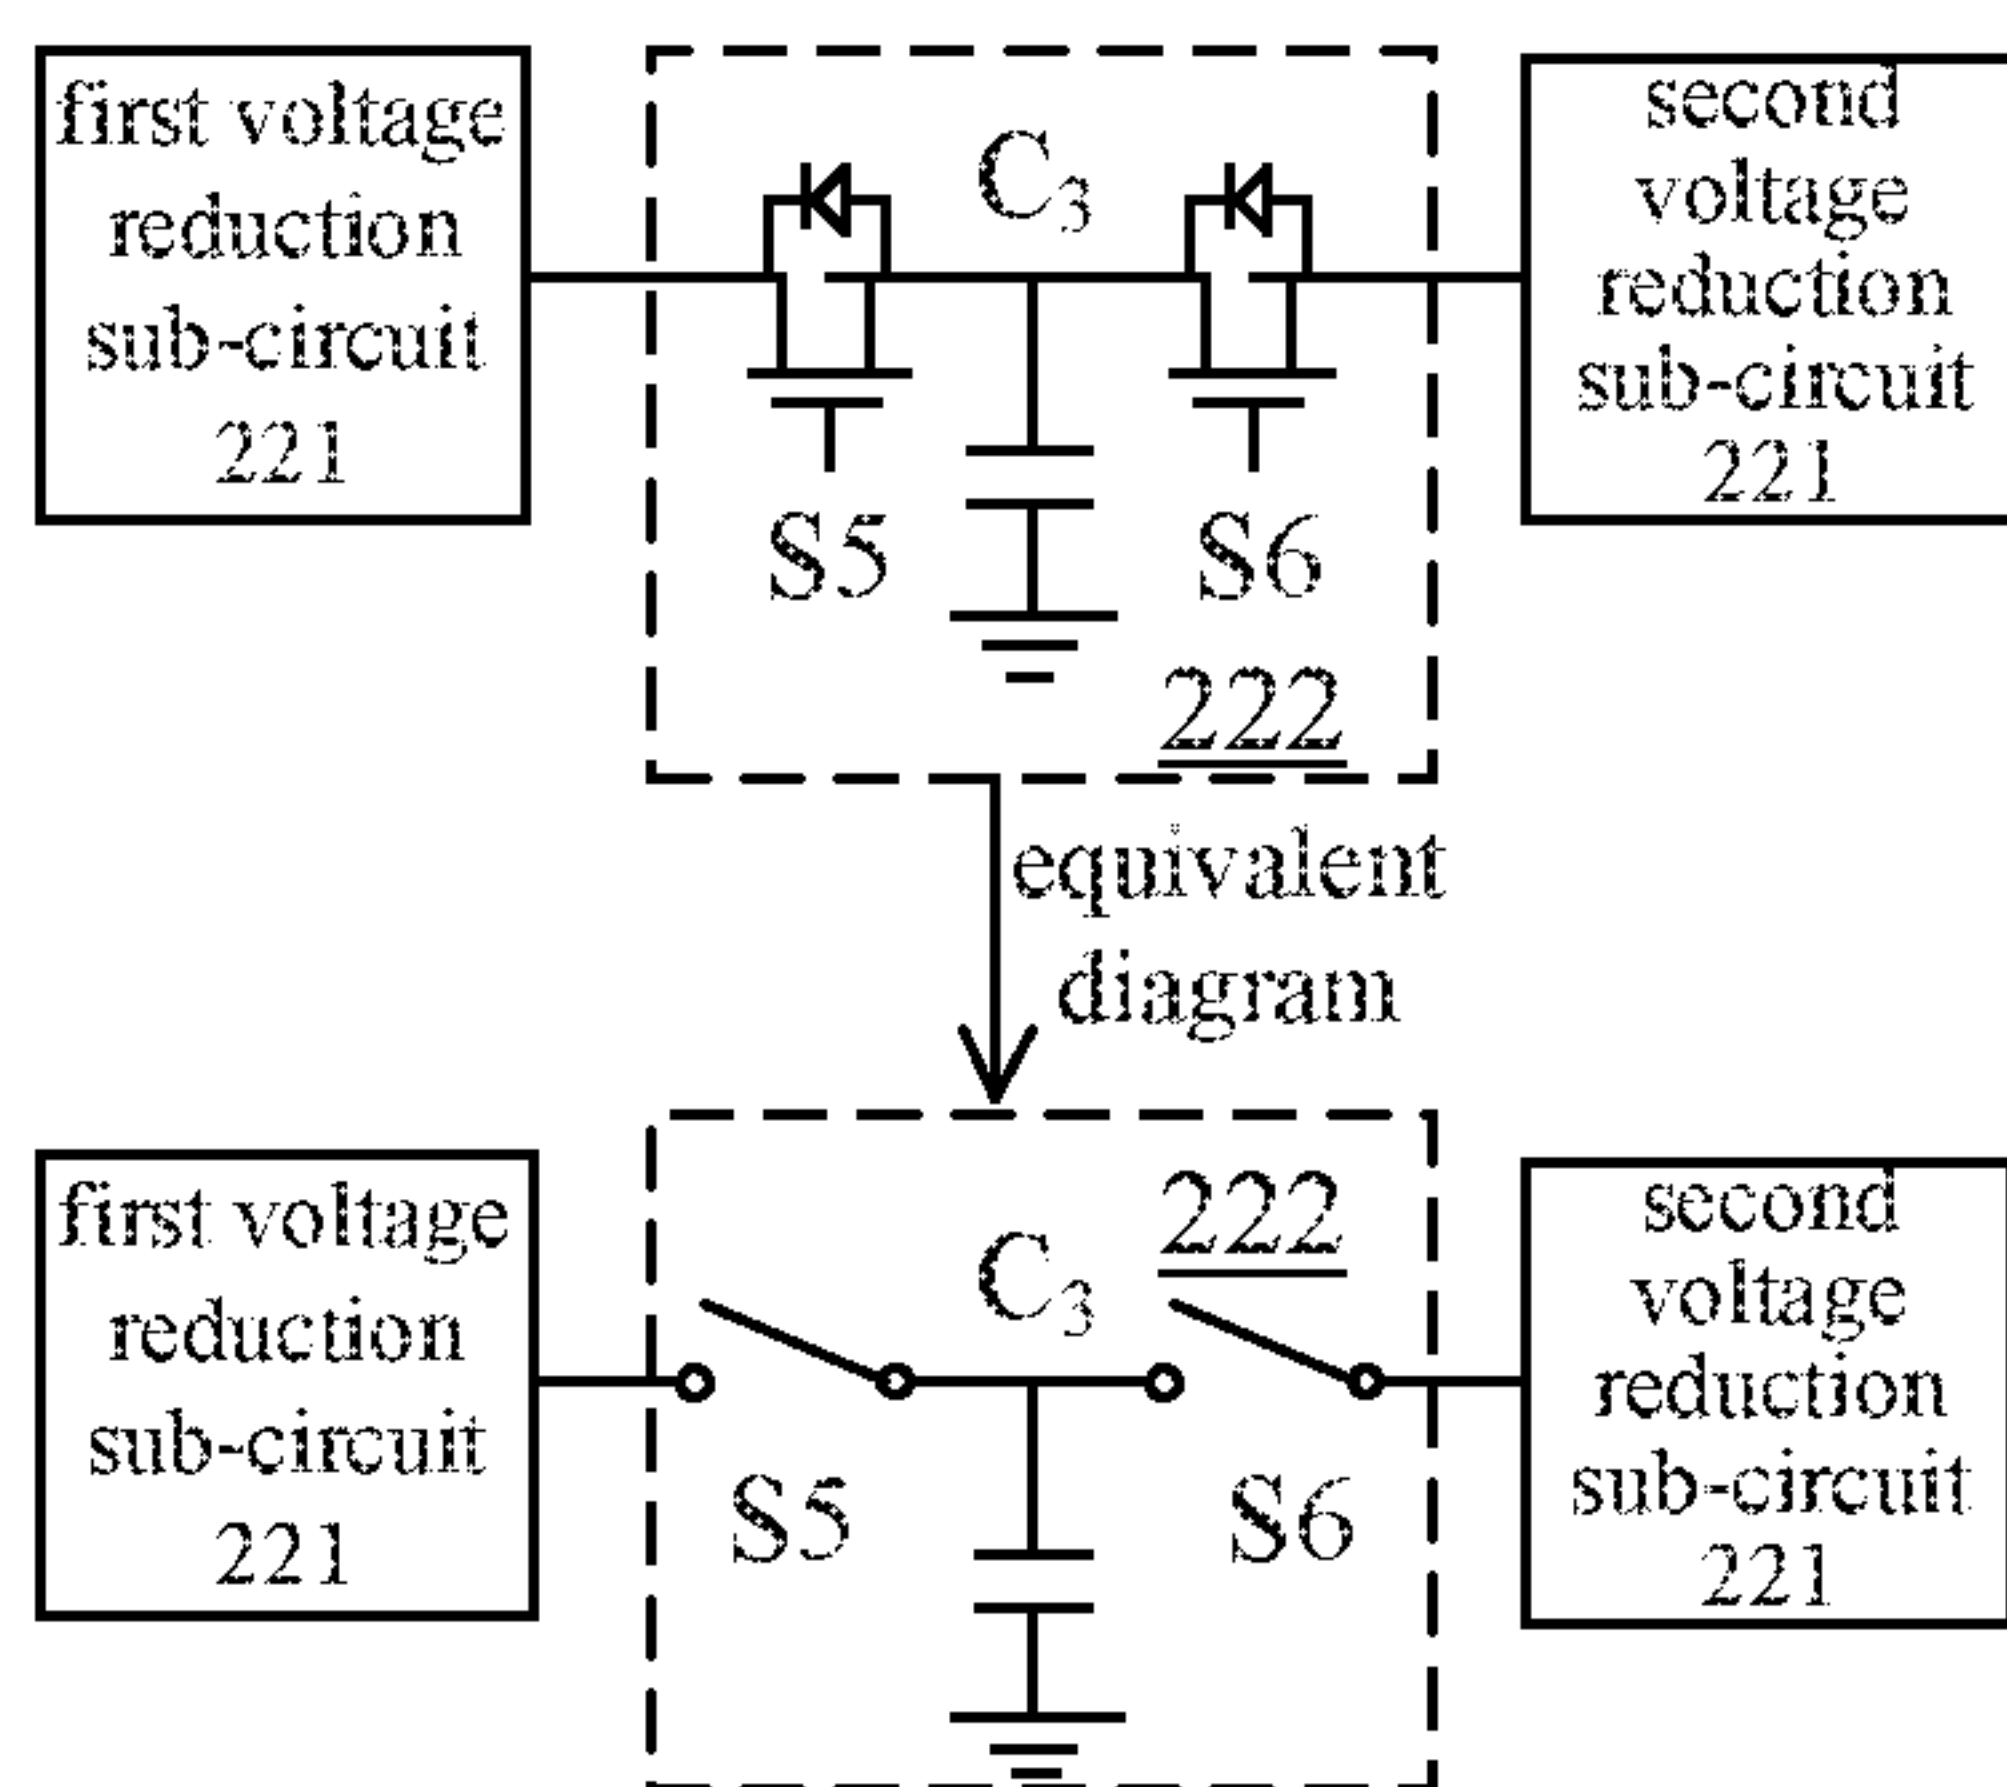 first voltage
reduction
sub-circuit
221
C3
S5
S6
222
second
voltage
reduction
sub-circuit
221
equivalent
diagram
first voltage
reduction
sub-circuit
221
C3
222
S5
S6
second
voltage
reduction
sub-circuit
221